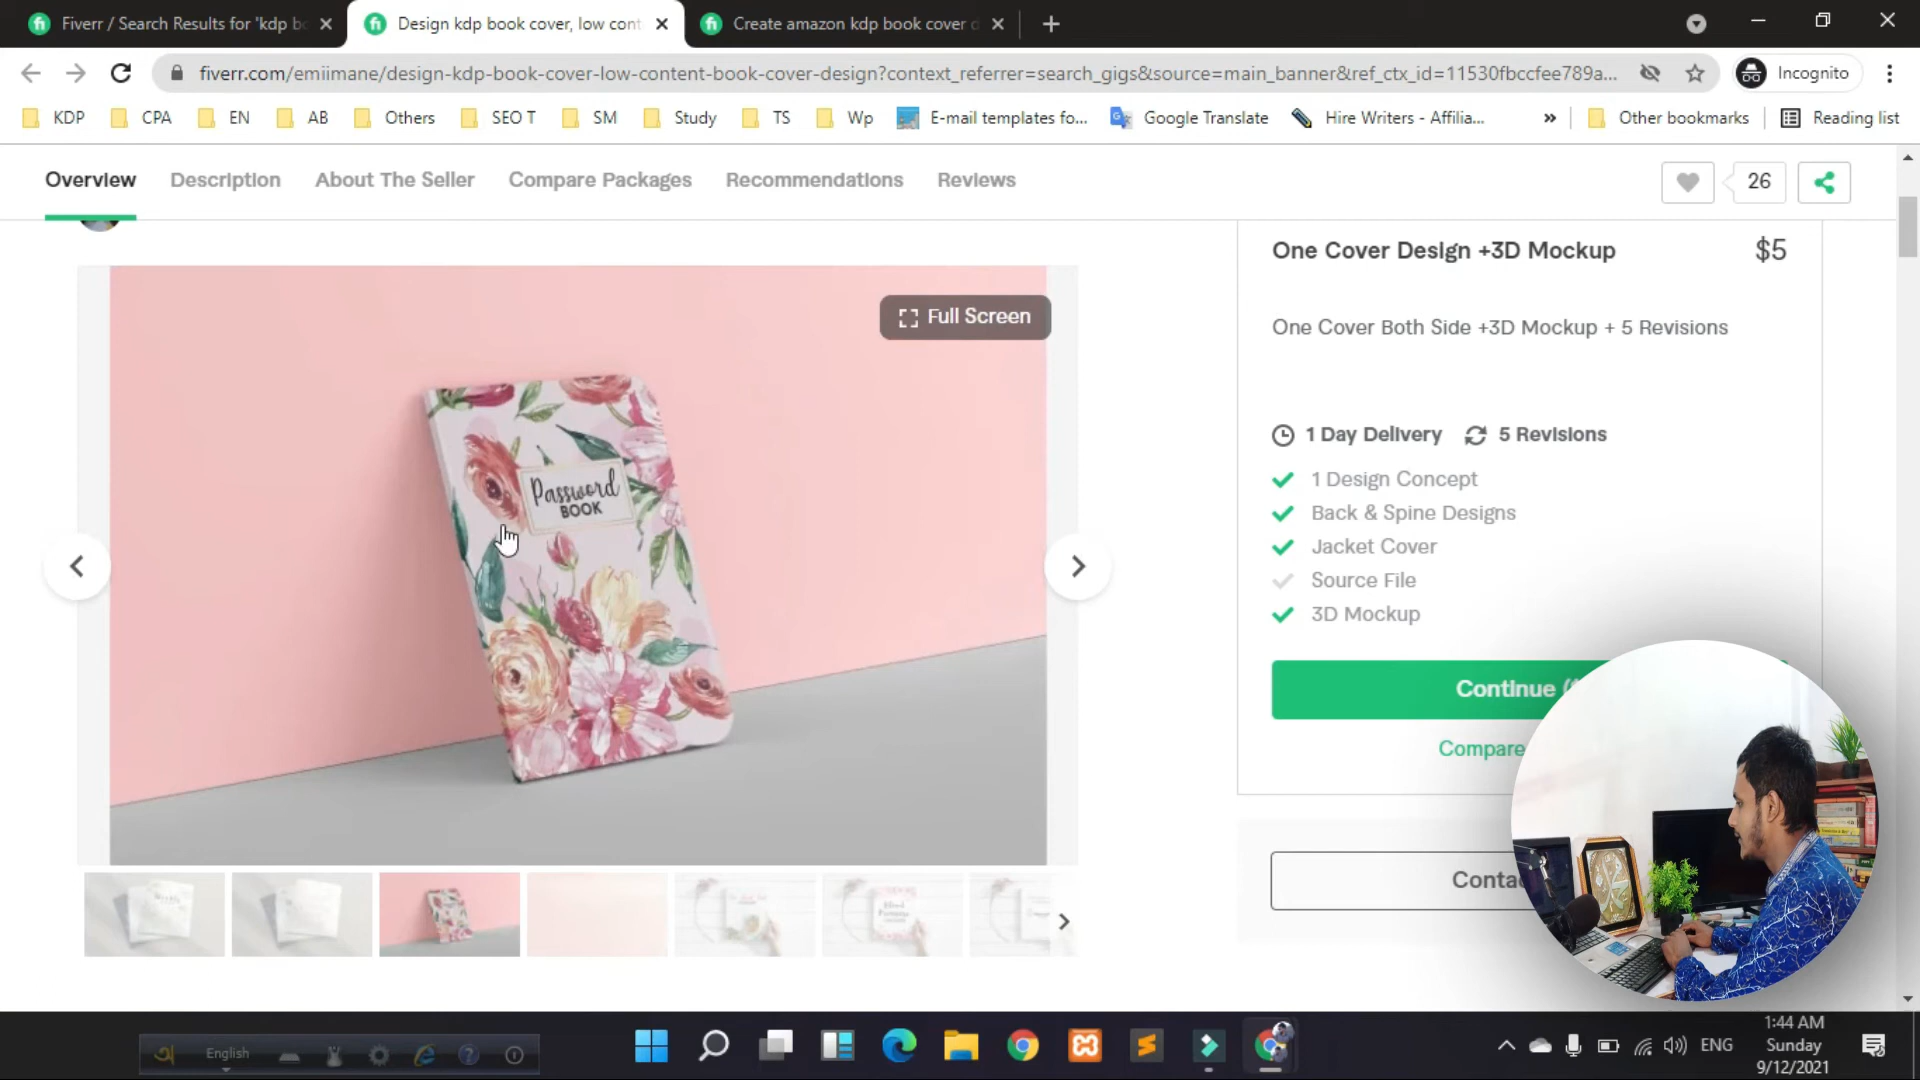 Fiverr / Search Results for 'kdp bo
Design kdp book cover, low cont
Create amazon kdp book cover d
fiverr.com/emiimane/design-kdp-book-cover-low-content-book-cover-design?context_referrer=search_gigs&source=main_banner&ref_ctx_id=11530fbccfee789a...
Incognito
KDP
CPA
EN
AB
Others
SEO T
SM
Study
TS
Wp
E-mail templates fo...
Google Translate
Hire Writers - Affilia...
»
Other bookmarks
Reading list
Overview
Description
About The Seller
Compare Packages
Recommendations
Reviews
26
One Cover Design +3D Mockup
$5
Full Screen
One Cover Both Side +3D Mockup + 5 Revisions
1 Day Delivery
5 Revisions
1 Design Concept
Back & Spine Designs
Jacket Cover
Source File
3D Mockup
Password
BOOK
Continue (
Compare
Contac
English
ENG
1:44 AM
Sunday
9/12/2021